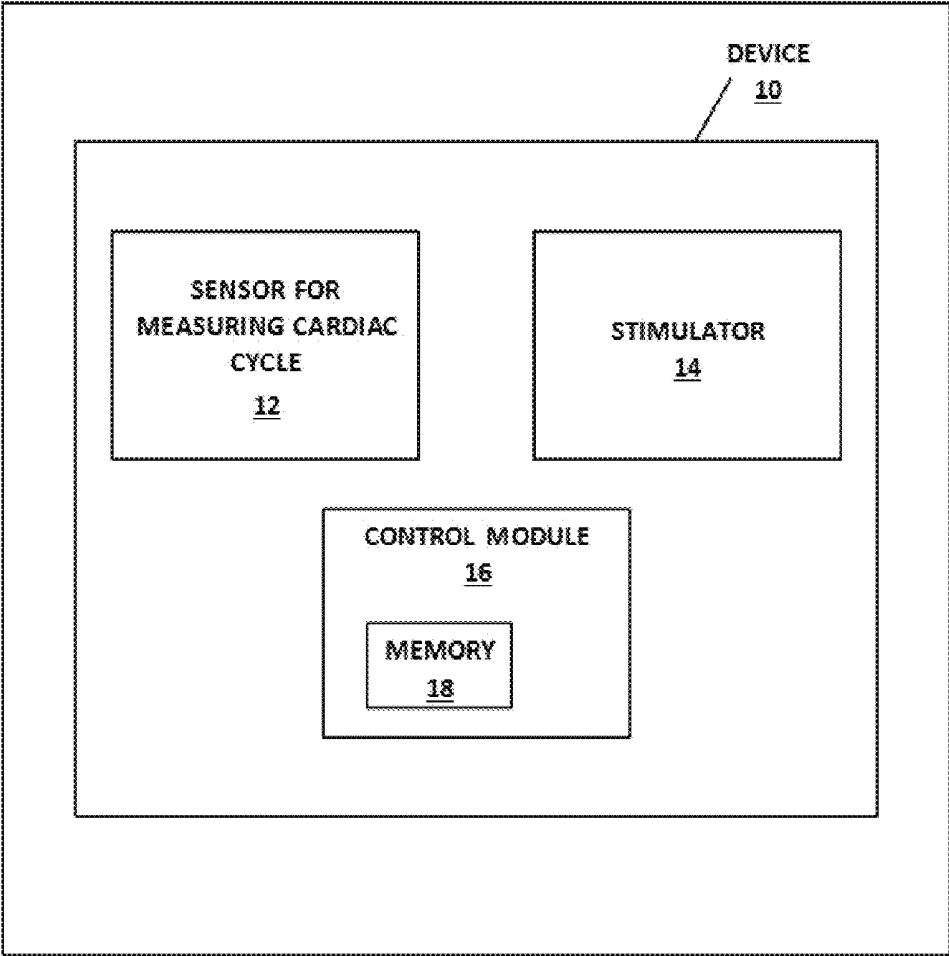 DEVICE
10
SENSOR FOR
MEASURING CARDIAC
CYCLE
12
STIMULATOR
14
CONTROL MODULE
16
MEMORY
18